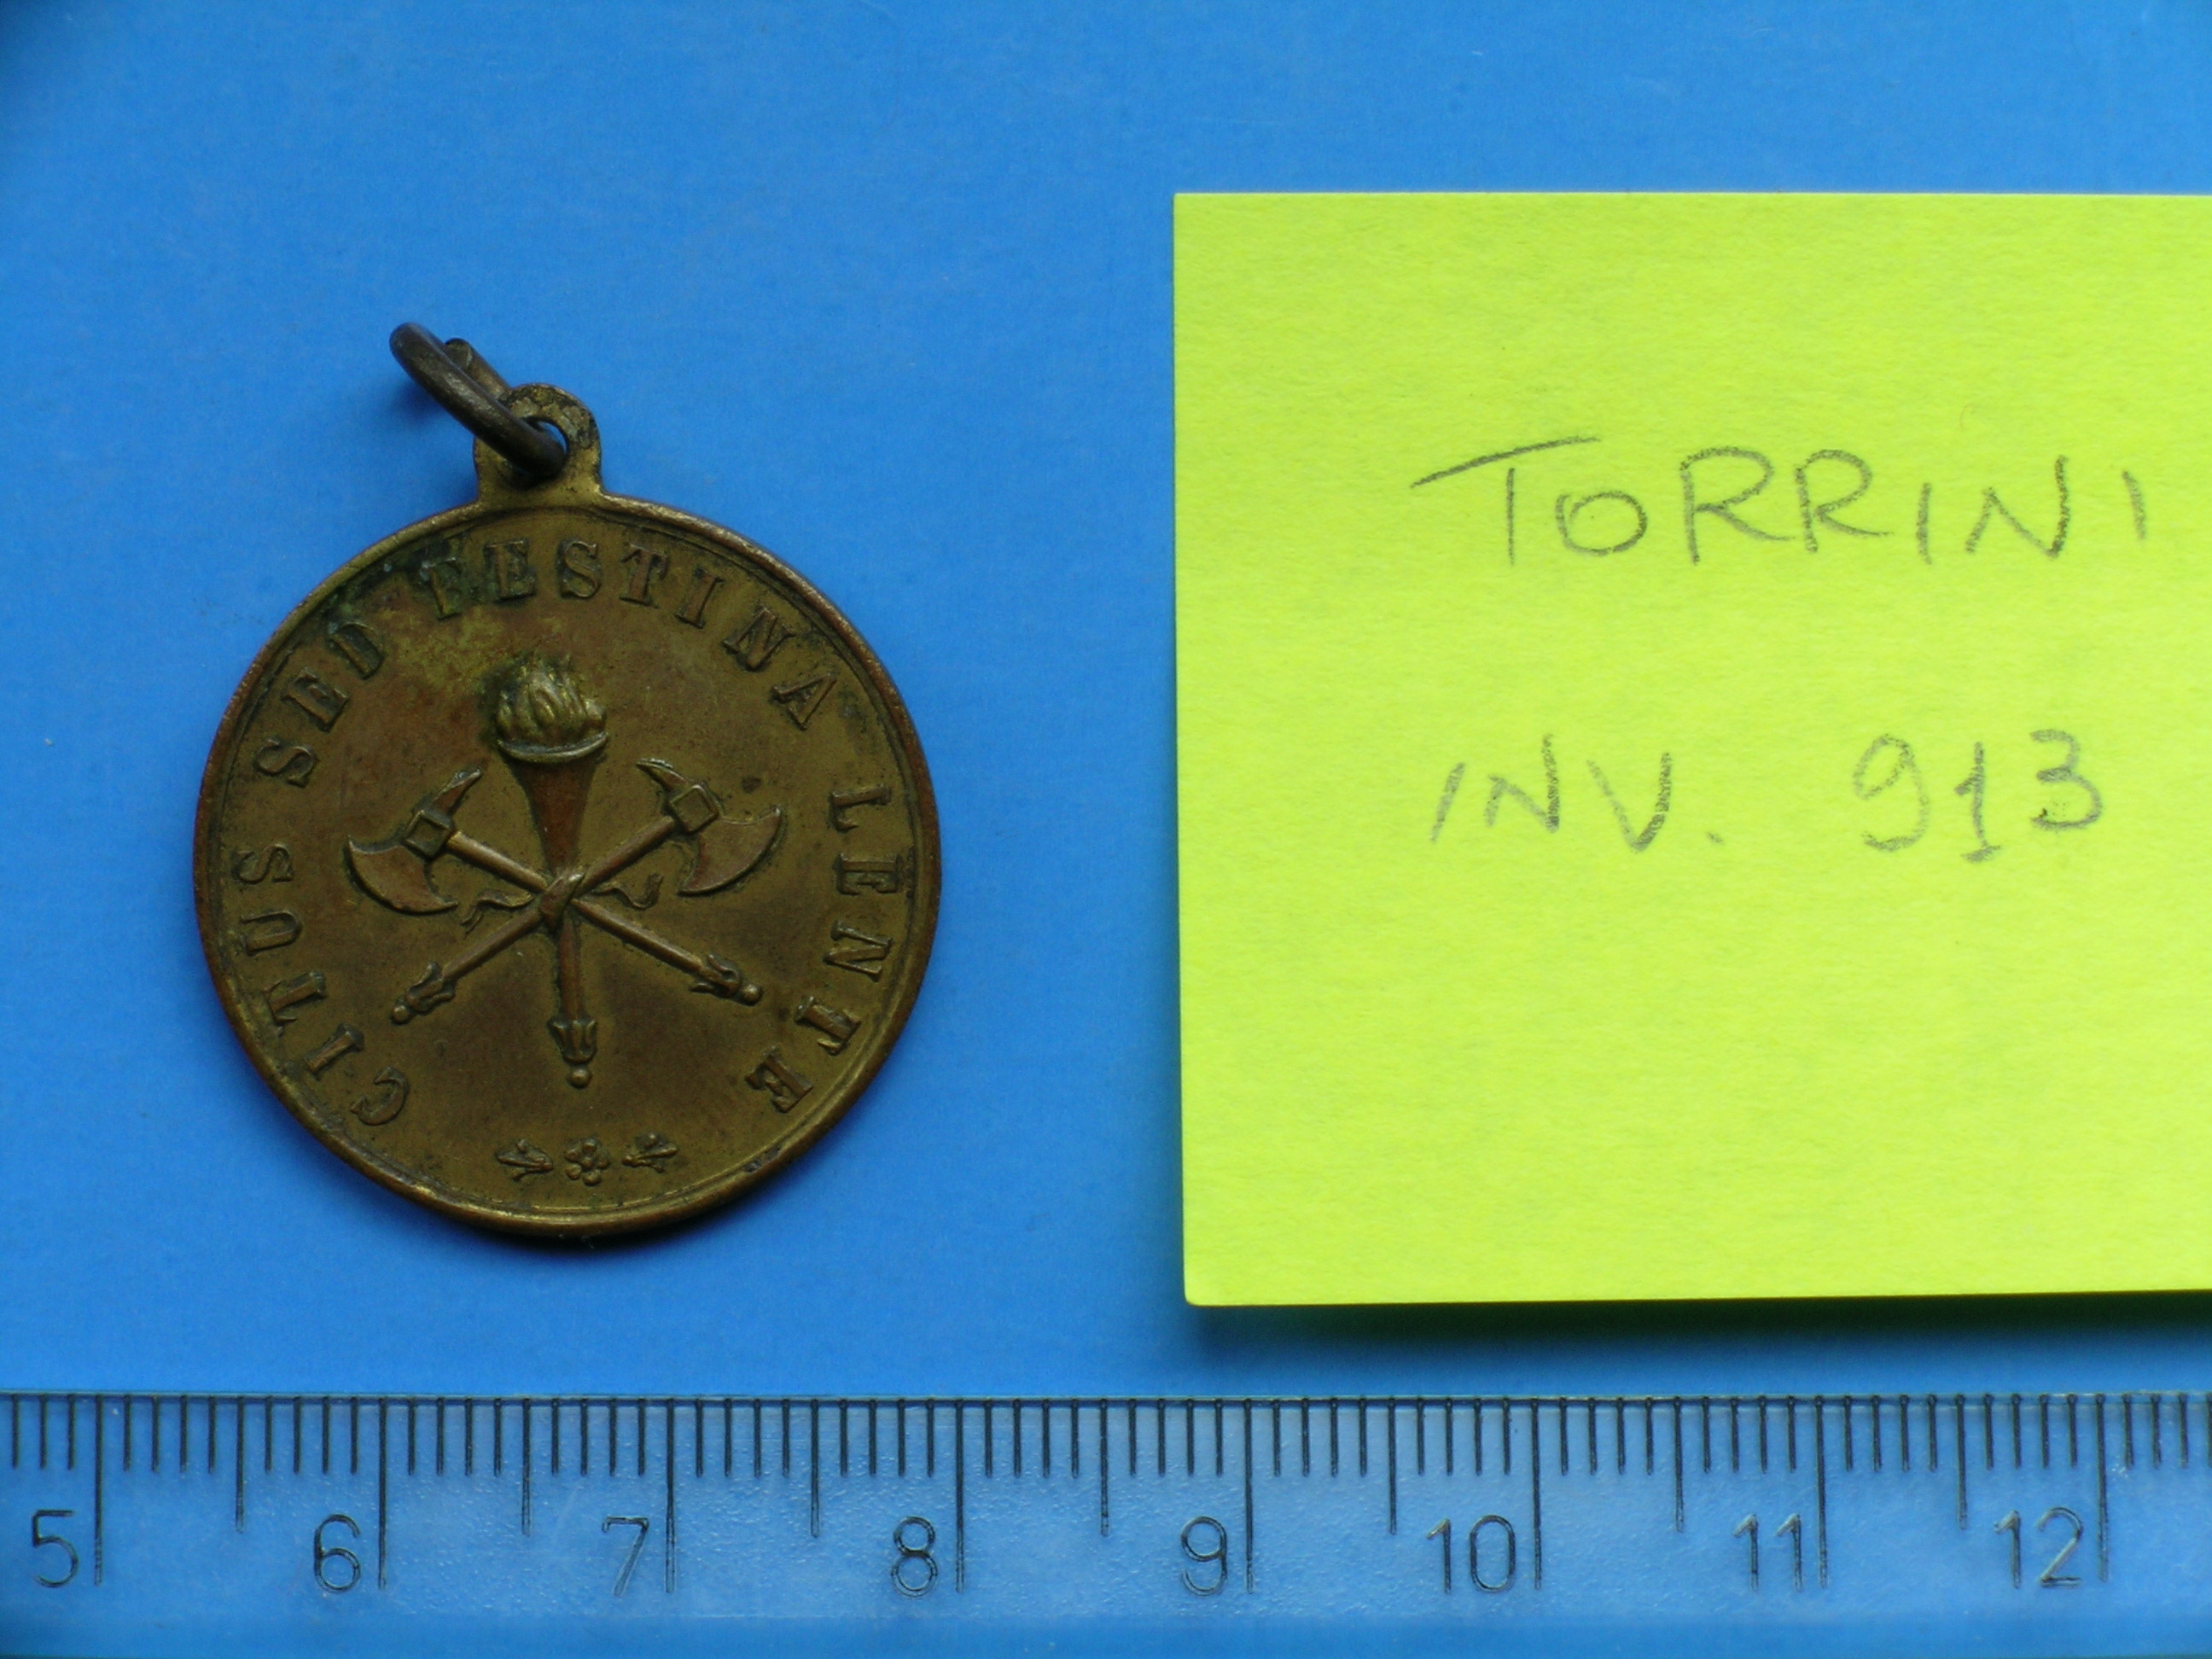 CITUS SED FESTINA LENTE
TORRINI
INV. 913
5 6 7 8 9 10 11 12